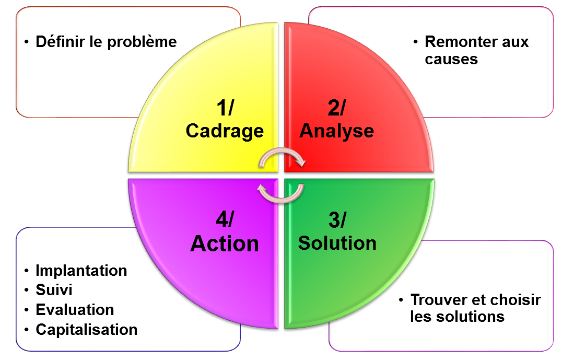 • Définir le problème
• Remonter aux
causes
1/
Cadrage
2/
Analyse
4/
Action
3/
Solution
• Implantation
• Suivi
• Evaluation
• Capitalisation
• Trouver et choisir
les solutions